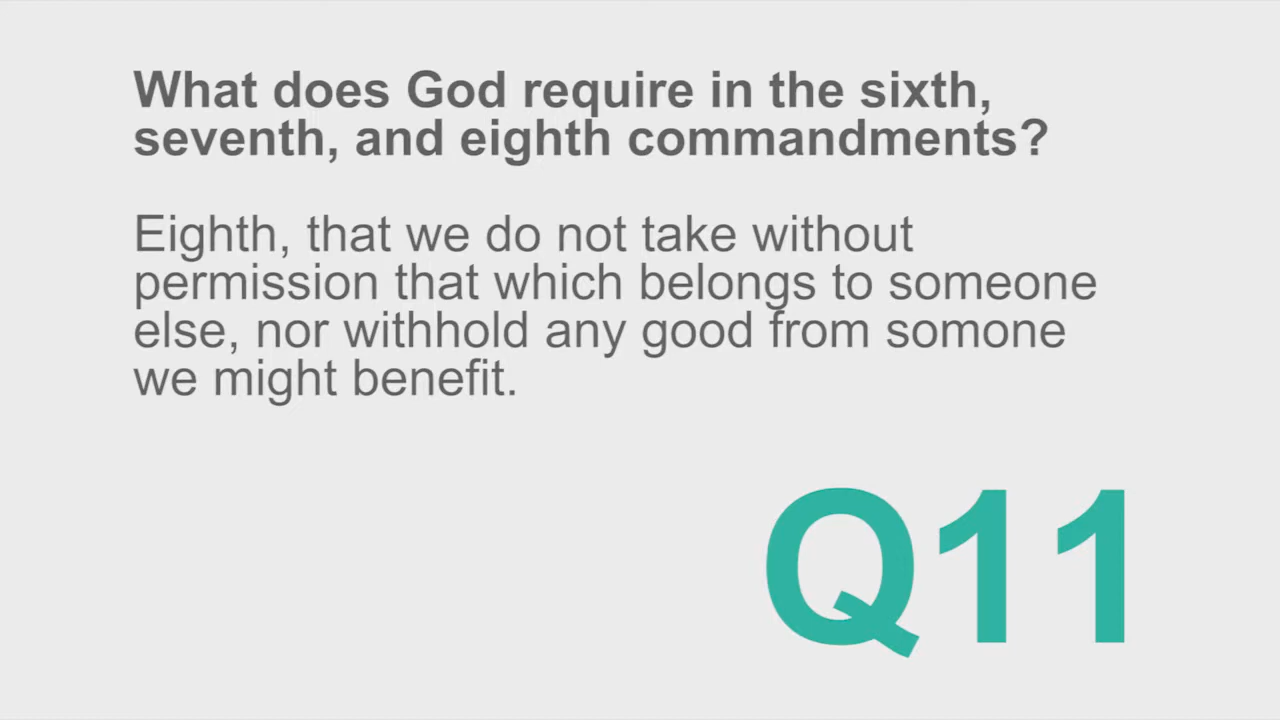 What does God require in the sixth,
seventh, and eighth commandments?
Eighth, that we do not take without
permission that which belongs to someone
else, nor withhold any good from somone
we might benefit.
Q11